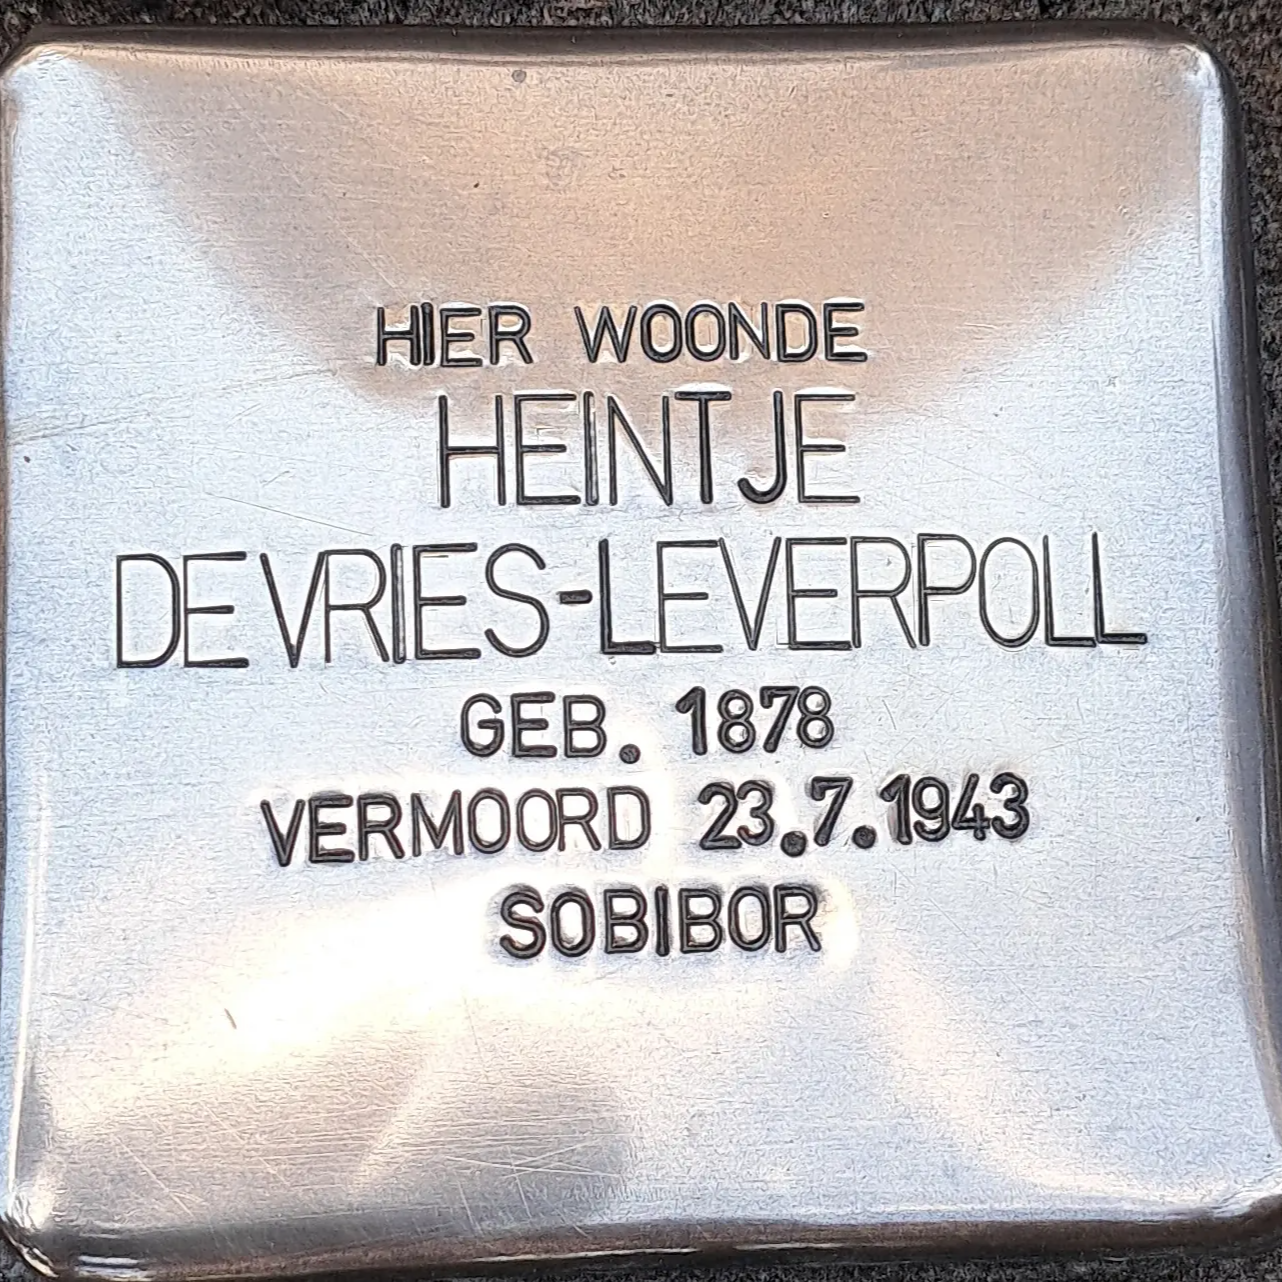 HIER WOONDE
HEINTJE
DE VRIES-LEVERPOLL
GEB. 1878
VERMOORD 23.7.1943
SOBIBOR